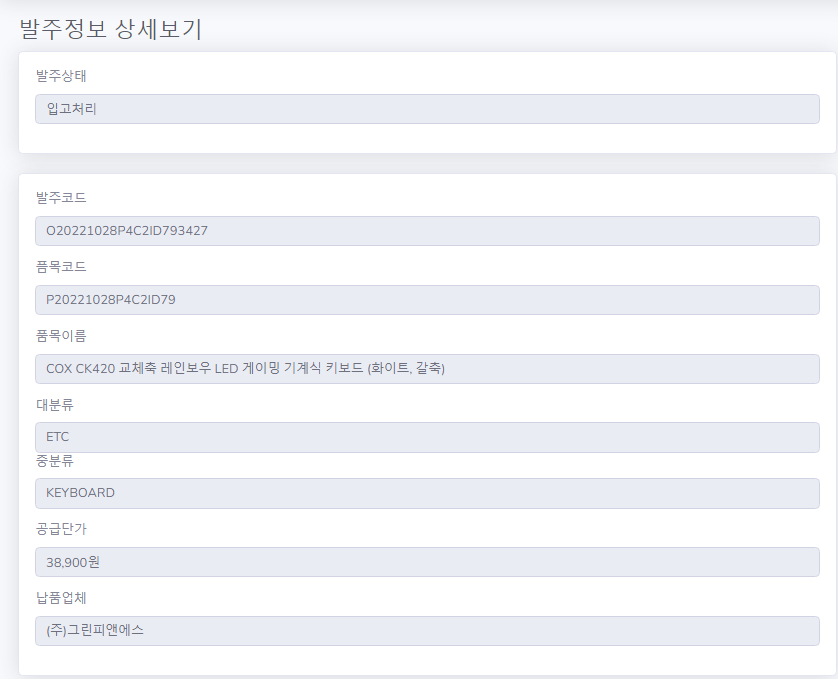 발주정보 상세보기
발주상태
입고처리
발주코드
O20221028P4C2ID793427
품목코드
P20221028P4C2ID79
품목이름
COX CK420 교체축 레인보우 LED 게이밍 기계식 키보드 (화이트, 갈축)
대분류
ETC
중분류
KEYBOARD
공급단가
38,900원
납품업체
(주)그린피앤에스